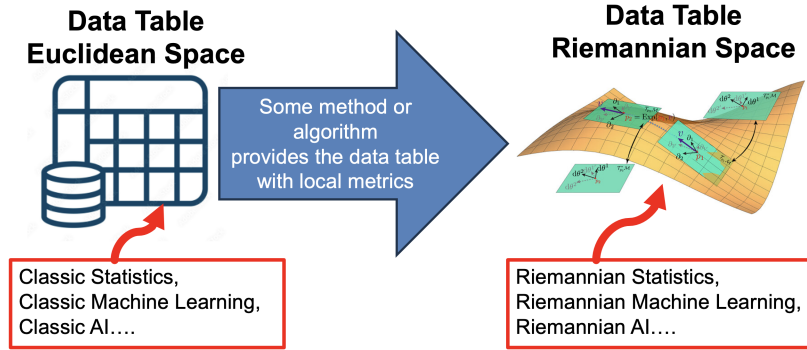 Data Table
Euclidean Space
Data Table
Riemannian Space
Some method or
algorithm
provides the data table
with local metrics
Classic Statistics,
Classic Machine Learning,
Classic AI....
Riemannian Statistics,
Riemannian Machine Learning,
Riemannian AI....